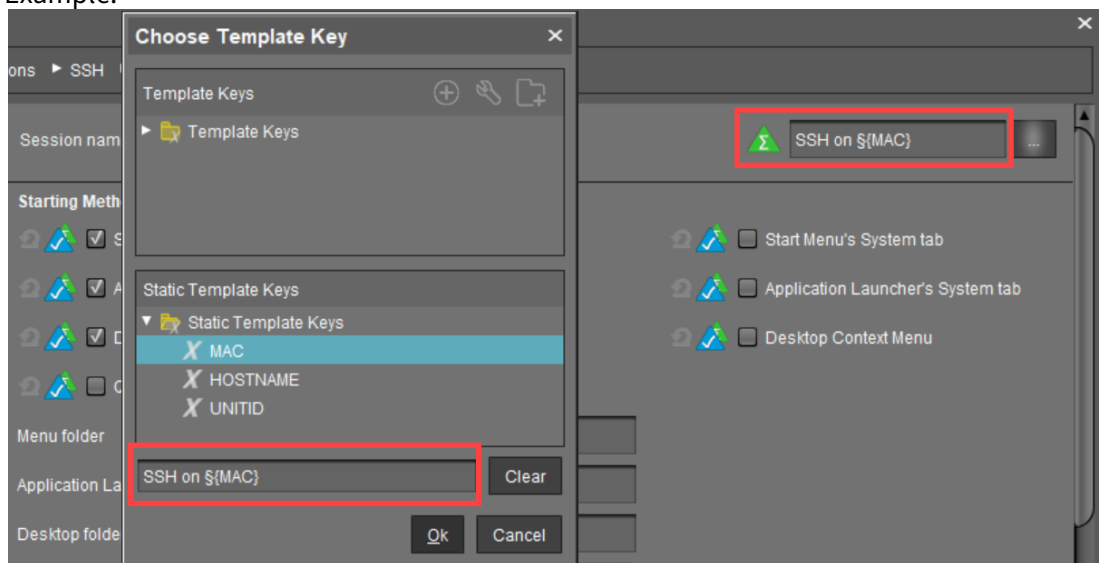 Example:
Choose Template Key
ons ▸ SSH
Template Keys
Template Keys
Session nam
SSH on §{MAC}
...
Starting Meth
S
Start Menu's System tab
A
Static Template Keys
Application Launcher's System tab
Static Template Keys
D
Desktop Context Menu
MAC
HOSTNAME
UNITID
Menu folder
SSH on §{MAC}
Clear
Application La
Desktop folde
Ok
Cancel